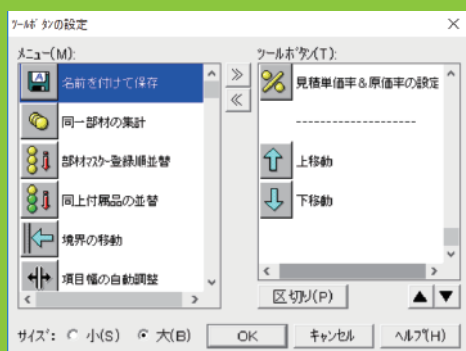 ﾂｰﾙﾎﾞﾀﾝの設定
ﾒﾆｭｰ(M):
名前を付けて保存
同一部材の集計
部材ﾏｽﾀｰ登録順並替
同上付属品の並替
境界の移動
項目幅の自動調整
ﾂｰﾙﾎﾞﾀﾝ(T):
見積単価率＆原価率の設定
--------------------
上移動
下移動
区切り(P)
ｻｲｽﾞ: 小(S) 大(B)
OK
ｷｬﾝｾﾙ
ﾍﾙﾌﾟ(H)